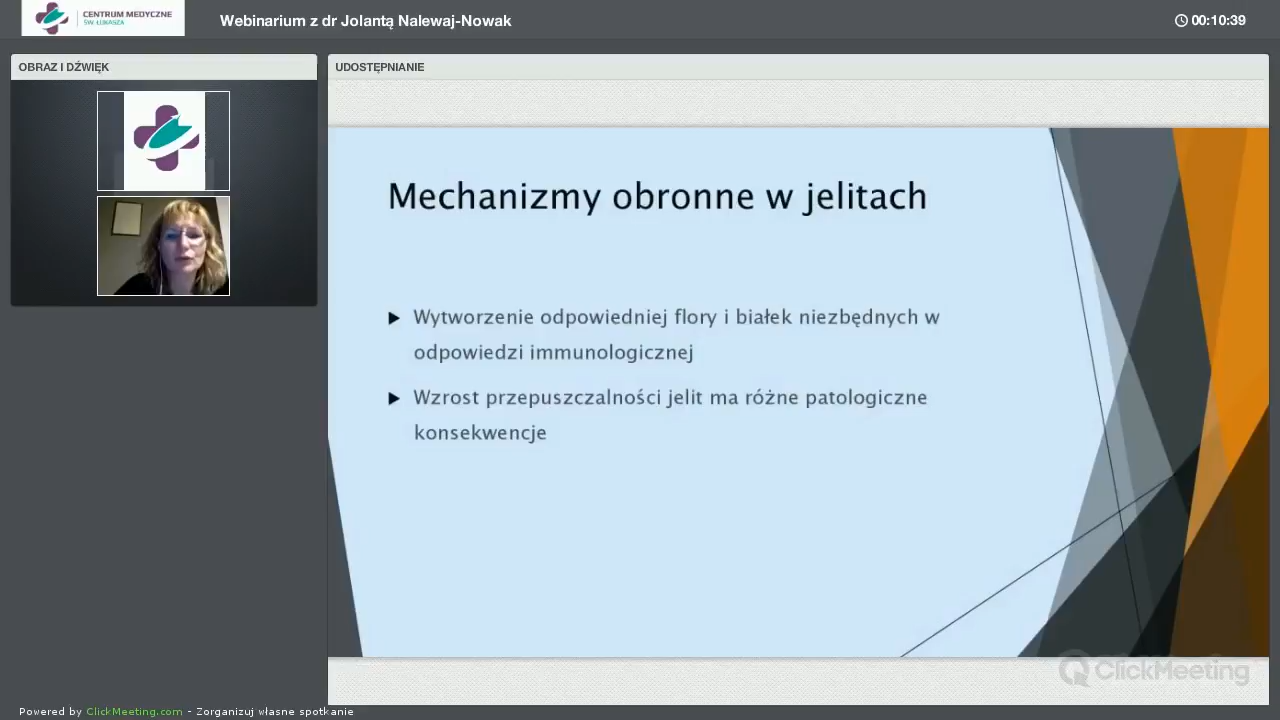 CENTRUM MEDYCZNE
ŚW. ŁUKASZA
Webinarium z dr Jolantą Nalewaj-Nowak
00:10:39
OBRAZ I DŹWIĘK
UDOSTĘPNIANIE
Mechanizmy obronne w jelitach
Wytworzenie odpowiedniej flory i białek niezbędnych w
odpowiedzi immunologicznej
Wzrost przepuszczalności jelit ma różne patologiczne
konsekwencje
ClickMeeting
Powered by ClickMeeting.com - Zorganizuj własne spotkanie